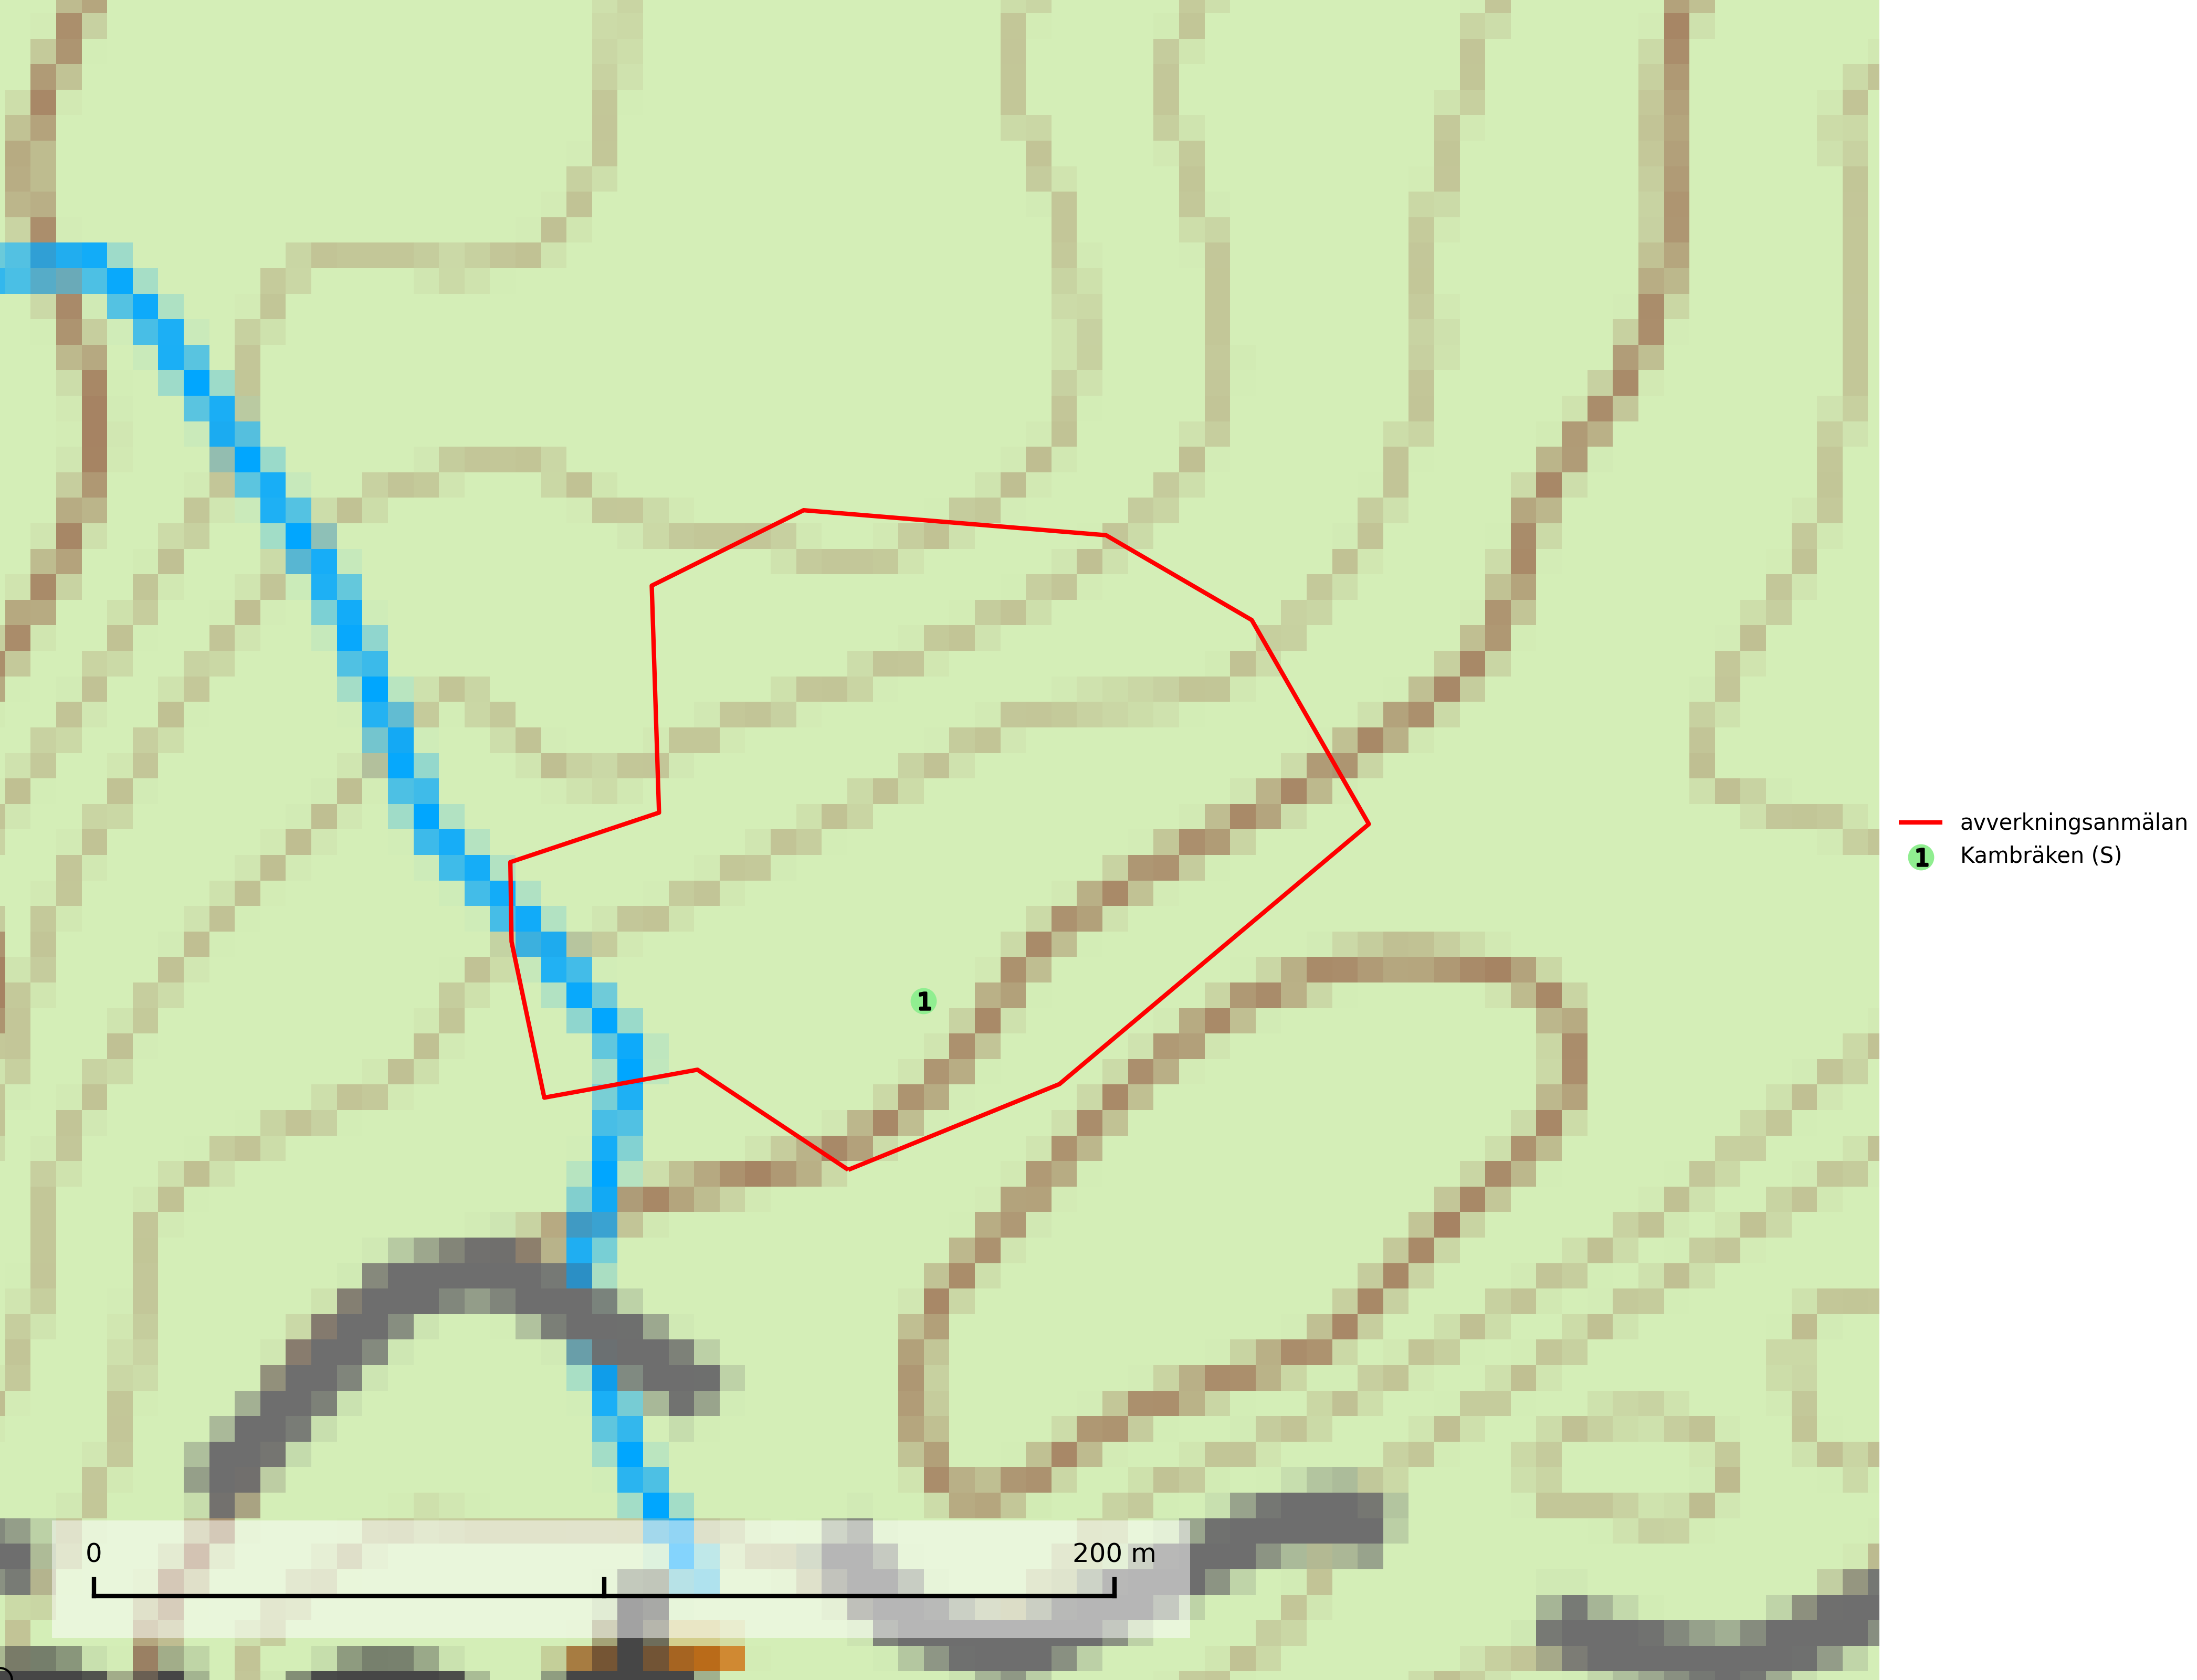 avverkningsanmälan
1 Kambräken (S)
1
0 200 m